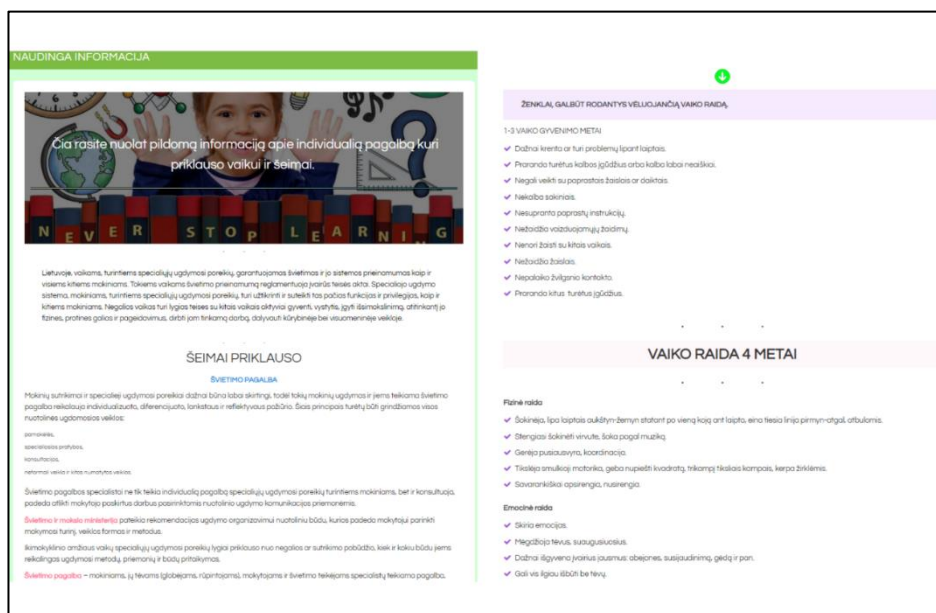 NAUDINGA INFORMACIJA
Čia rasite nuolat pildomą informaciją apie individualią pagalbą kuri
priklauso vaikui ir šeimai.
NEVER STOP LEARNING
Lietuvoje, vaikams, turintiems specialiųjų ugdymosi poreikių, garantuojamas švietimas ir jo sistemos prieinamumas kaip ir
visiems kitiems mokiniams. Tokiems vaikams švietimo prieinamumą reglamentuoja įvairūs teisės aktai. Specialiojo ugdymo
sistema, mokiniams, turintiems specialiųjų ugdymosi poreikių, turi užtikrinti ir suteikti tas pačias funkcijas ir privilegijas, kaip ir
kitiems mokiniams. Negalios vaikas turi lygias teises su kitais vaikais aktyviai gyventi, vystytis, įgyti išsimokslinimą, atitinkantį jo
fizines, protines galias ir pageidavimus, dirbti jam tinkamą darbą, dalyvauti kūrybinėje bei visuomeninėje veikloje.
ŠEIMAI PRIKLAUSO
ŠVIETIMO PAGALBA
Mokinių sutrikimai ir specialieji ugdymosi poreikiai dažnai būna labai skirtingi, todėl tokių mokinių ugdymas ir jiems teikiama švietimo
pagalba reikalauja individualizuoto, diferencijuoto, lankstaus ir reflektyvaus požiūrio. Šiais principais turėtų būti grindžiamos visos
nuotolinės ugdomosios veiklos:
pamokėlės,
specialiosios pratybos,
konsultacijos,
neformali veikla ir kitos numatytos veiklos.
Švietimo pagalbos specialistai ne tik teikia individualią pagalbą specialiųjų ugdymosi poreikių turintiems mokiniams, bet ir konsultuoja,
padeda atlikti mokytojo paskirtus darbus pasirinktomis nuotolinio ugdymo komunikacijos priemonėmis.
Švietimo ir mokslo ministerija pateikia rekomendacijas ugdymo organizavimui nuotoliniu būdu, kurios padeda mokytojui parinkti
mokymosi turinį, veiklos formas ir metodus.
Ikimokyklinio amžiaus vaikų specialiųjų ugdymosi poreikių lygiai priklauso nuo negalios ar sutrikimo pobūdžio, kiek ir kokiu būdu jiems
reikalingas ugdymosi metodų, priemonių ir būdų pritaikymas.
Švietimo pagalba – mokiniams, jų tėvams (globėjams, rūpintojams), mokytojams ir švietimo teikėjams specialistų teikiama pagalba,
ŽENKLAI, GALBŪT RODANTYS VĖLUOJANČIĄ VAIKO RAIDĄ.
1-3 VAIKO GYVENIMO METAI
Dažnai krenta ar turi problemų lipant laiptais.
Praranda turėtus kalbos įgūdžius arba kalba labai neaiškiai.
Negali veikti su paprastais žaislais ar daiktais.
Nekalba sakiniais.
Nesupranta paprastų instrukcijų.
Nežaidžia vaizduojamųjų žaidimų.
Nenori žaisti su kitais vaikais.
Nežaidžia žaislais.
Nepalaiko žvilgsnio kontakto.
Praranda kitus turėtus įgūdžius.
VAIKO RAIDA 4 METAI
Fizinė raida
Šokinėja, lipa laiptais aukštyn-žemyn statant po vieną koją ant laipto, eina tiesia linija pirmyn-atgal, atbulomis.
Stengiasi šokinėti virvute, šoka pagal muziką.
Gerėja pusiausvyra, koordinacija.
Tikslėja smulkioji motorika, geba nupiešti kvadratą, trikampį tiksliais kampais, kerpa žirklėmis.
Savarankiškai apsirengia, nusirengia.
Emocinė raida
Skiria emocijas.
Mėgdžioja tėvus, suaugusiuosius.
Dažnai išgyvena įvairius jausmus: abejones, susijaudinimą, gėdą ir pan.
Gali vis ilgiau išbūti be tėvų.